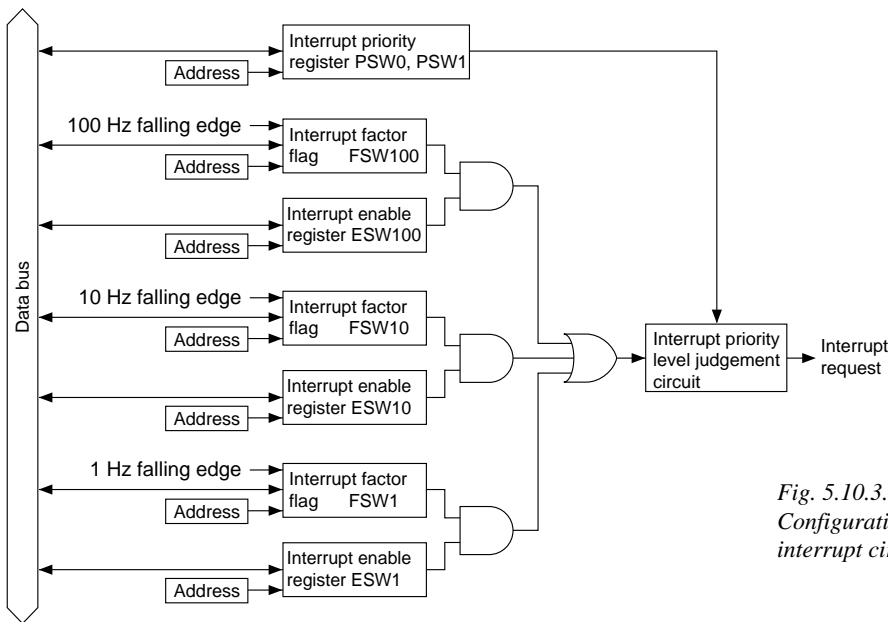 Interrupt priority
register PSW0, PSW1
Address
100 Hz falling edge
Interrupt factor
flag FSW100
Address
Interrupt enable
register ESW100
Address
Data bus
10 Hz falling edge
Interrupt factor
flag FSW10
Address
Interrupt priority
level judgement
circuit
Interrupt
request
Interrupt enable
register ESW10
Address
1 Hz falling edge
Interrupt factor
flag FSW1
Address
Interrupt enable
register ESW1
Address
Fig. 5.10.3.
Configurati
interrupt ci